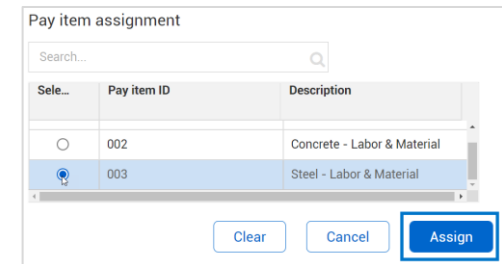 Pay item assignment
Search...
Sele... Pay item ID Description
002 Concrete - Labor & Material
003 Steel - Labor & Material
Clear Cancel Assign